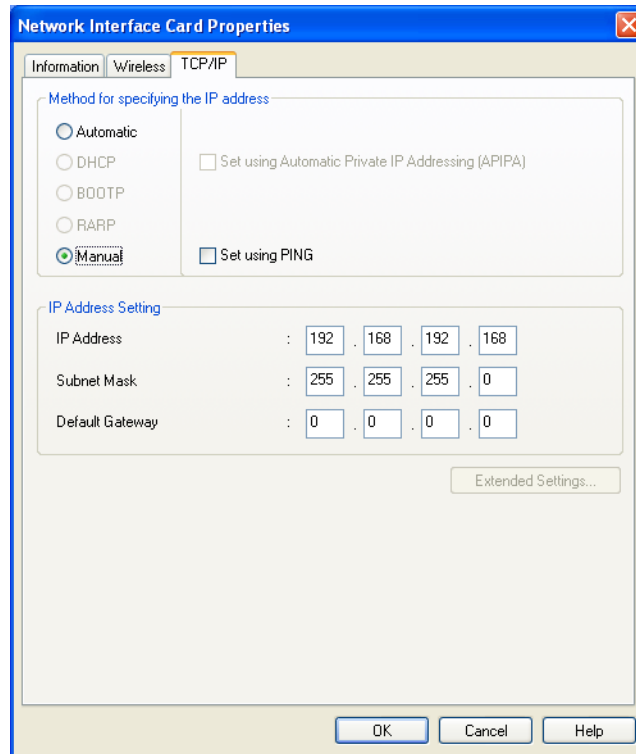 Network Interface Card Properties
Information Wireless TCP/IP
Method for specifying the IP address
Automatic
DHCP Set using Automatic Private IP Addressing (APIPA)
BOOTP
RARP
Manual Set using PING
IP Address Setting
IP Address : 192 . 168 . 192 . 168
Subnet Mask : 255 . 255 . 255 . 0
Default Gateway : 0 . 0 . 0 . 0
Extended Settings...
OK Cancel Help